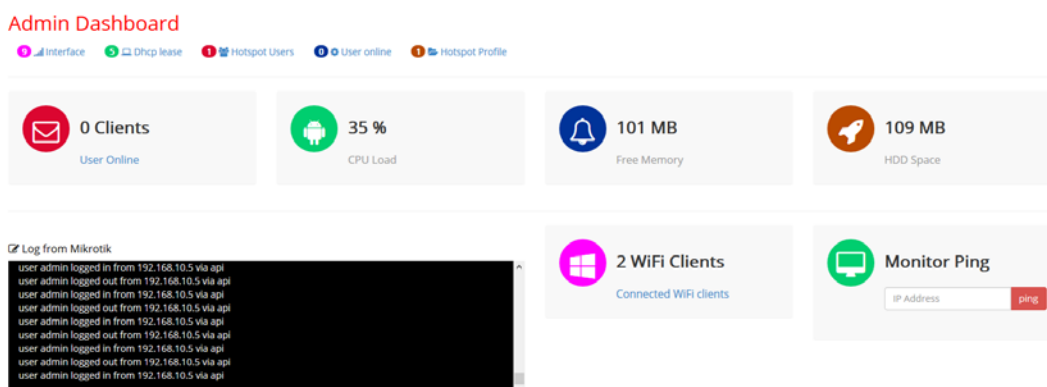 Admin Dashboard
9 Interface 5 Dhcp lease 1 Hotspot Users 0 User online 1 Hotspot Profile
0 Clients
User Online
35 %
CPU Load
101 MB
Free Memory
109 MB
HDD Space
Log from Mikrotik
user admin logged in from 192.168.10.5 via api
user admin logged out from 192.168.10.5 via api
user admin logged in from 192.168.10.5 via api
user admin logged out from 192.168.10.5 via api
user admin logged in from 192.168.10.5 via api
user admin logged out from 192.168.10.5 via api
user admin logged in from 192.168.10.5 via api
user admin logged out from 192.168.10.5 via api
user admin logged in from 192.168.10.5 via api
2 WiFi Clients
Connected WiFi clients
Monitor Ping
IP Address ping